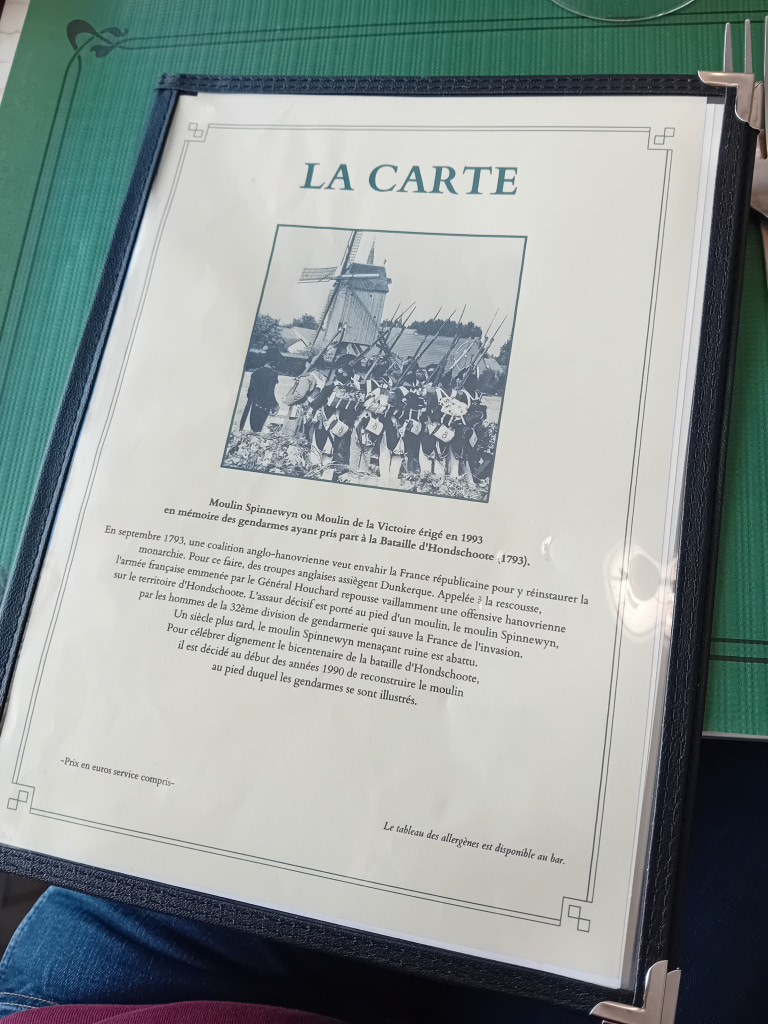 LA CARTE
Moulin Spinnewyn ou Moulin de la Victoire érigé en 1993
en mémoire des gendarmes ayant pris part à la Bataille d'Hondschoote (1793).
En septembre 1793, une coalition anglo-hanovrienne veut envahir la France républicaine pour y réinstaurer la
monarchie. Pour ce faire, des troupes anglaises assiègent Dunkerque. Appelée à la rescousse,
l'armée française emmenée par le Général Houchard repousse vaillamment une offensive hanovrienne
sur le territoire d'Hondschoote. L'assaut décisif est porté au pied d'un moulin, le moulin Spinnewyn,
par les hommes de la 32ème division de gendarmerie qui sauve la France de l'invasion.
Un siècle plus tard, le moulin Spinnewyn menaçant ruine est abattu.
Pour célébrer dignement le bicentenaire de la bataille d'Hondschoote,
il est décidé au début des années 1990 de reconstruire le moulin
au pied duquel les gendarmes se sont illustrés.
-Prix en euros service compris-
Le tableau des allergènes est disponible au bar.